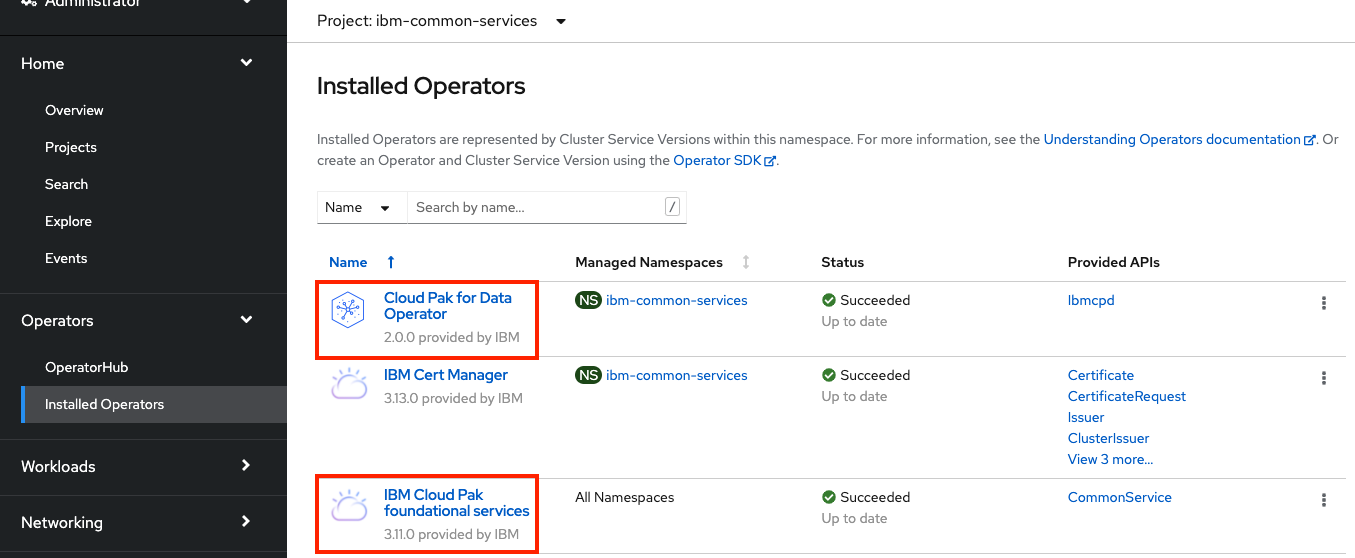 Administrator
Project: ibm-common-services
Home
Overview
Projects
Search
Explore
Events
Operators
OperatorHub
Installed Operators
Workloads
Networking
Installed Operators
Installed Operators are represented by Cluster Service Versions within this namespace. For more information, see the Understanding Operators documentation. Or
create an Operator and Cluster Service Version using the Operator SDK.
Name
Search by name...
/
Name
Managed Namespaces
Status
Provided APIs
Cloud Pak for Data
Operator
2.0.0 provided by IBM
NS ibm-common-services
Succeeded
Up to date
Ibmcpd
IBM Cert Manager
3.13.0 provided by IBM
NS ibm-common-services
Succeeded
Up to date
Certificate
CertificateRequest
Issuer
ClusterIssuer
View 3 more...
IBM Cloud Pak
foundational services
3.11.0 provided by IBM
All Namespaces
Succeeded
Up to date
CommonService